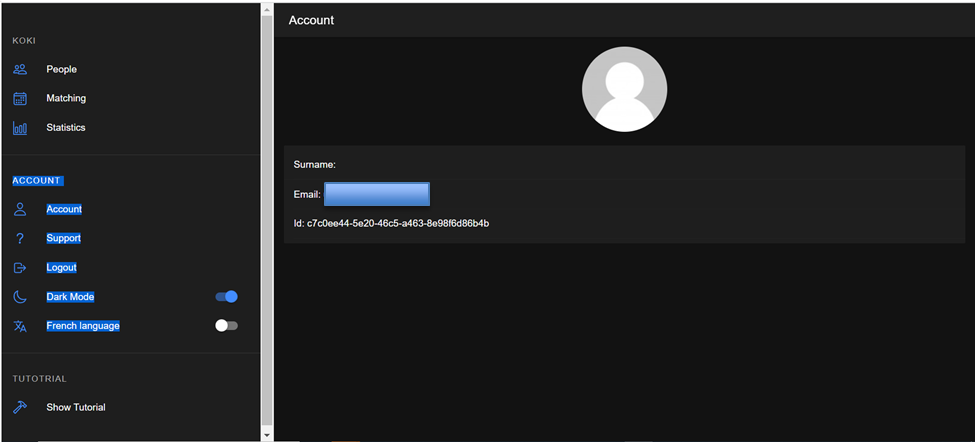 KOKI
People
Matching
Statistics
ACCOUNT
Account
Support
Logout
Dark Mode
French language
TUTOTRIAL
Show Tutorial
Account
Surname:
Email:
Id: c7c0ee44-5e20-46c5-a463-8e98f6d86b4b